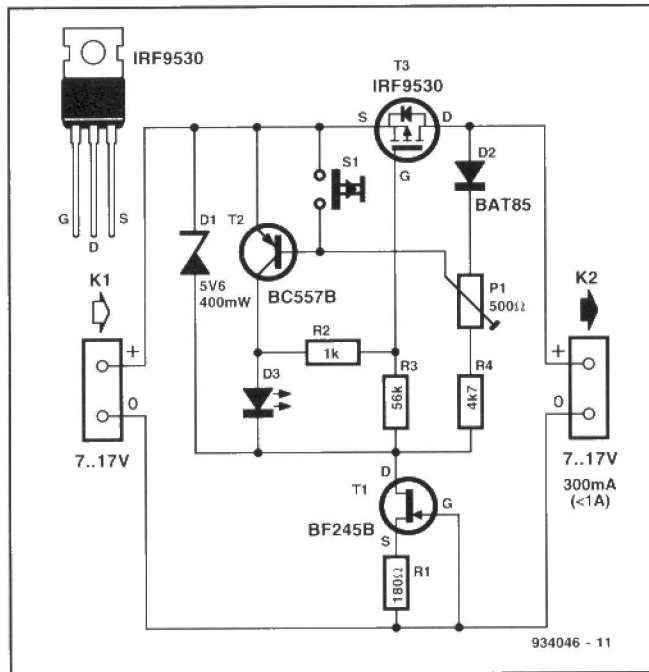 IRF9530
G
D
S
T3
IRF9530
S
D
G
S1
D2
BAT85
D1
T2
5V6
400mW
BC557B
P1
500Ω
K1
K2
+
0
+
0
R2
1k
D3
R3
56k
R4
4k7
7..17V
7..17V
300mA
(<1A)
D
T1
G
BF245B
S
180Ω
R1
934046 - 11